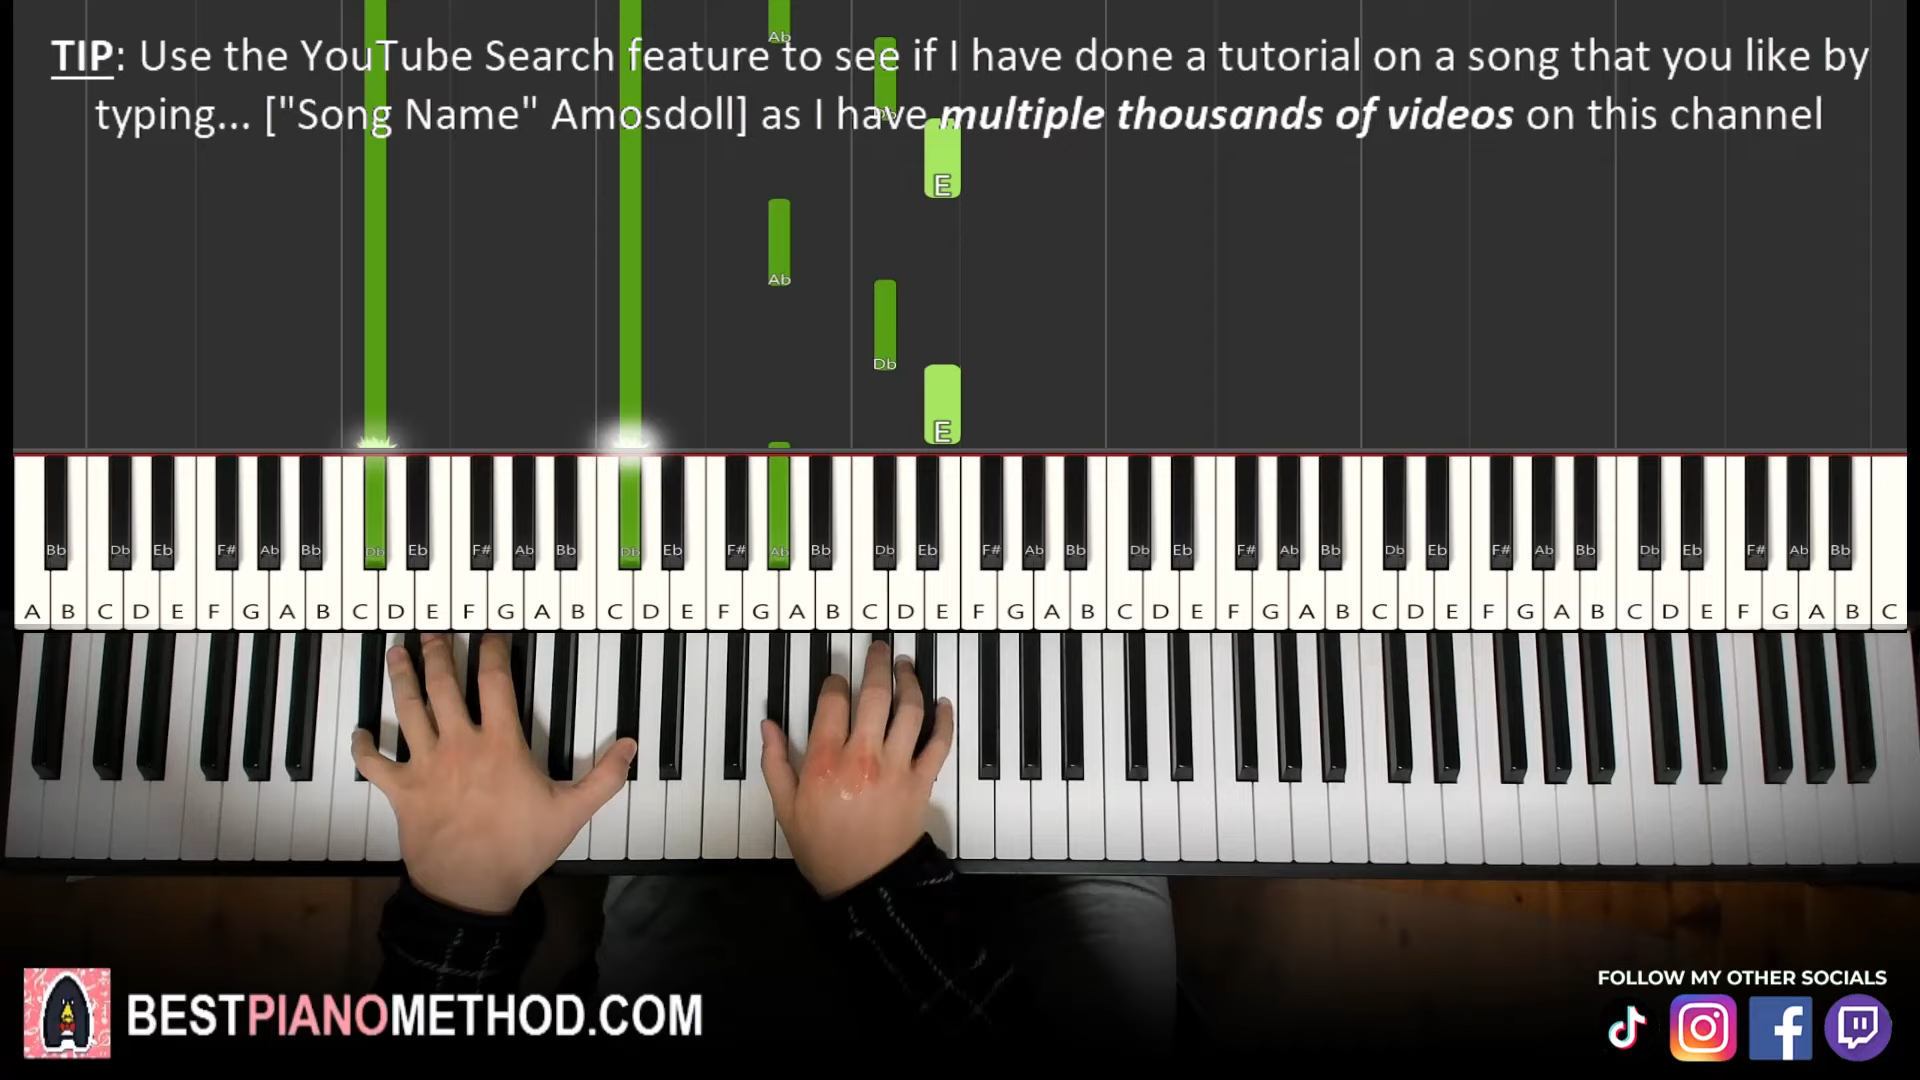 TIP: Use the YouTube Search feature to see if I have done a tutorial on a song that you like by
typing... ["Song Name" Amosdoll] as I have multiple thousands of videos on this channel
Ab
Db
E
Ab
Db
E
Bb Db Eb F# Ab Bb Db Eb F# Ab Bb Db Eb F# Ab Bb Db Eb F# Ab Bb Db Eb F# Ab Bb Db Eb F# Ab Bb Db Eb F# Ab Bb
A B C D E F G A B C D E F G A B C D E F G A B C D E F G A B C D E F G A B C D E F G A B C D E F G A B C
FOLLOW MY OTHER SOCIALS
BESTPIANOMETHOD.COM